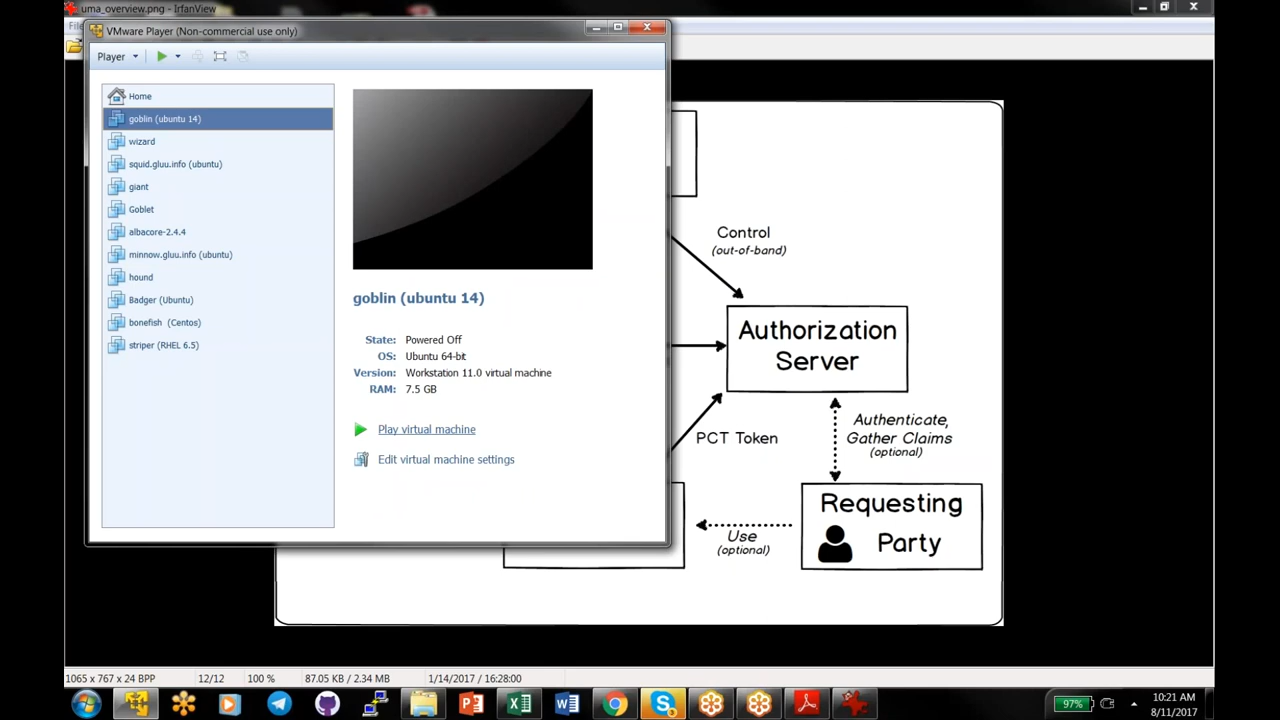 uma_overview.png - IrfanView
VMware Player (Non-commercial use only)
Player
Home
goblin (ubuntu 14)
wizard
squid.gluu.info (ubuntu)
giant
Goblet
albacore-2.4.4
minnow.gluu.info (ubuntu)
hound
Badger (Ubuntu)
bonefish (Centos)
striper (RHEL 6.5)
goblin (ubuntu 14)
State: Powered Off
OS: Ubuntu 64-bit
Version: Workstation 11.0 virtual machine
RAM: 7.5 GB
Play virtual machine
Edit virtual machine settings
Control
(out-of-band)
Authorization
Server
PCT Token
Authenticate,
Gather Claims
(optional)
Requesting
Party
Use
(optional)
1065 x 767 x 24 BPP 12/12 100 % 87.05 KB / 2.34 MB 1/14/2017 / 16:28:00
97%
10:21 AM
8/11/2017